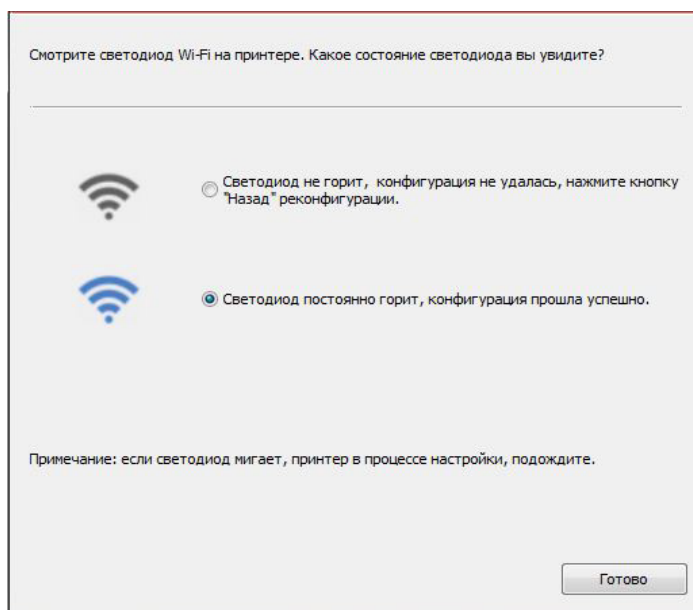 Смотрите светодиод Wi-Fi на принтере. Какое состояние светодиода вы увидите?
Светодиод не горит, конфигурация не удалась, нажмите кнопку
"Назад" реконфигурации.
Светодиод постоянно горит, конфигурация прошла успешно.
Примечание: если светодиод мигает, принтер в процессе настройки, подождите.
Готово